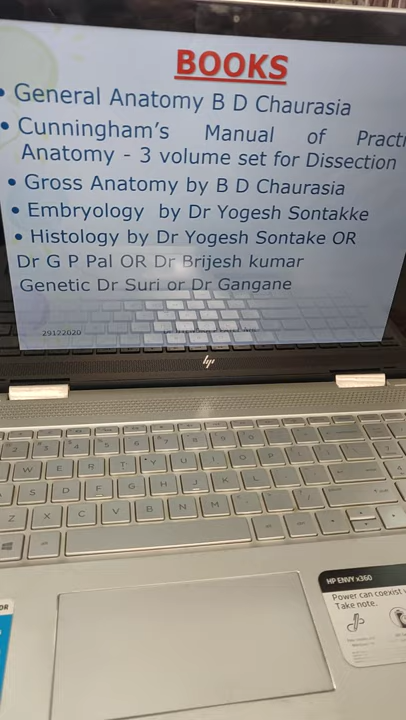 BOOKS
• General Anatomy B D Chaurasia
• Cunningham's Manual of Practi
Anatomy - 3 volume set for Dissection
• Gross Anatomy by B D Chaurasia
• Embryology by Dr Yogesh Sontakke
• Histology by Dr Yogesh Sontake OR
Dr G P Pal OR Dr Brijesh kumar
Genetic Dr Suri or Dr Gangane
29122020
hp
W E R T Y U I O P
S D F G H J K L
Z X C V B N M
HP ENVY x360
Power can coexist
Take note.
OR